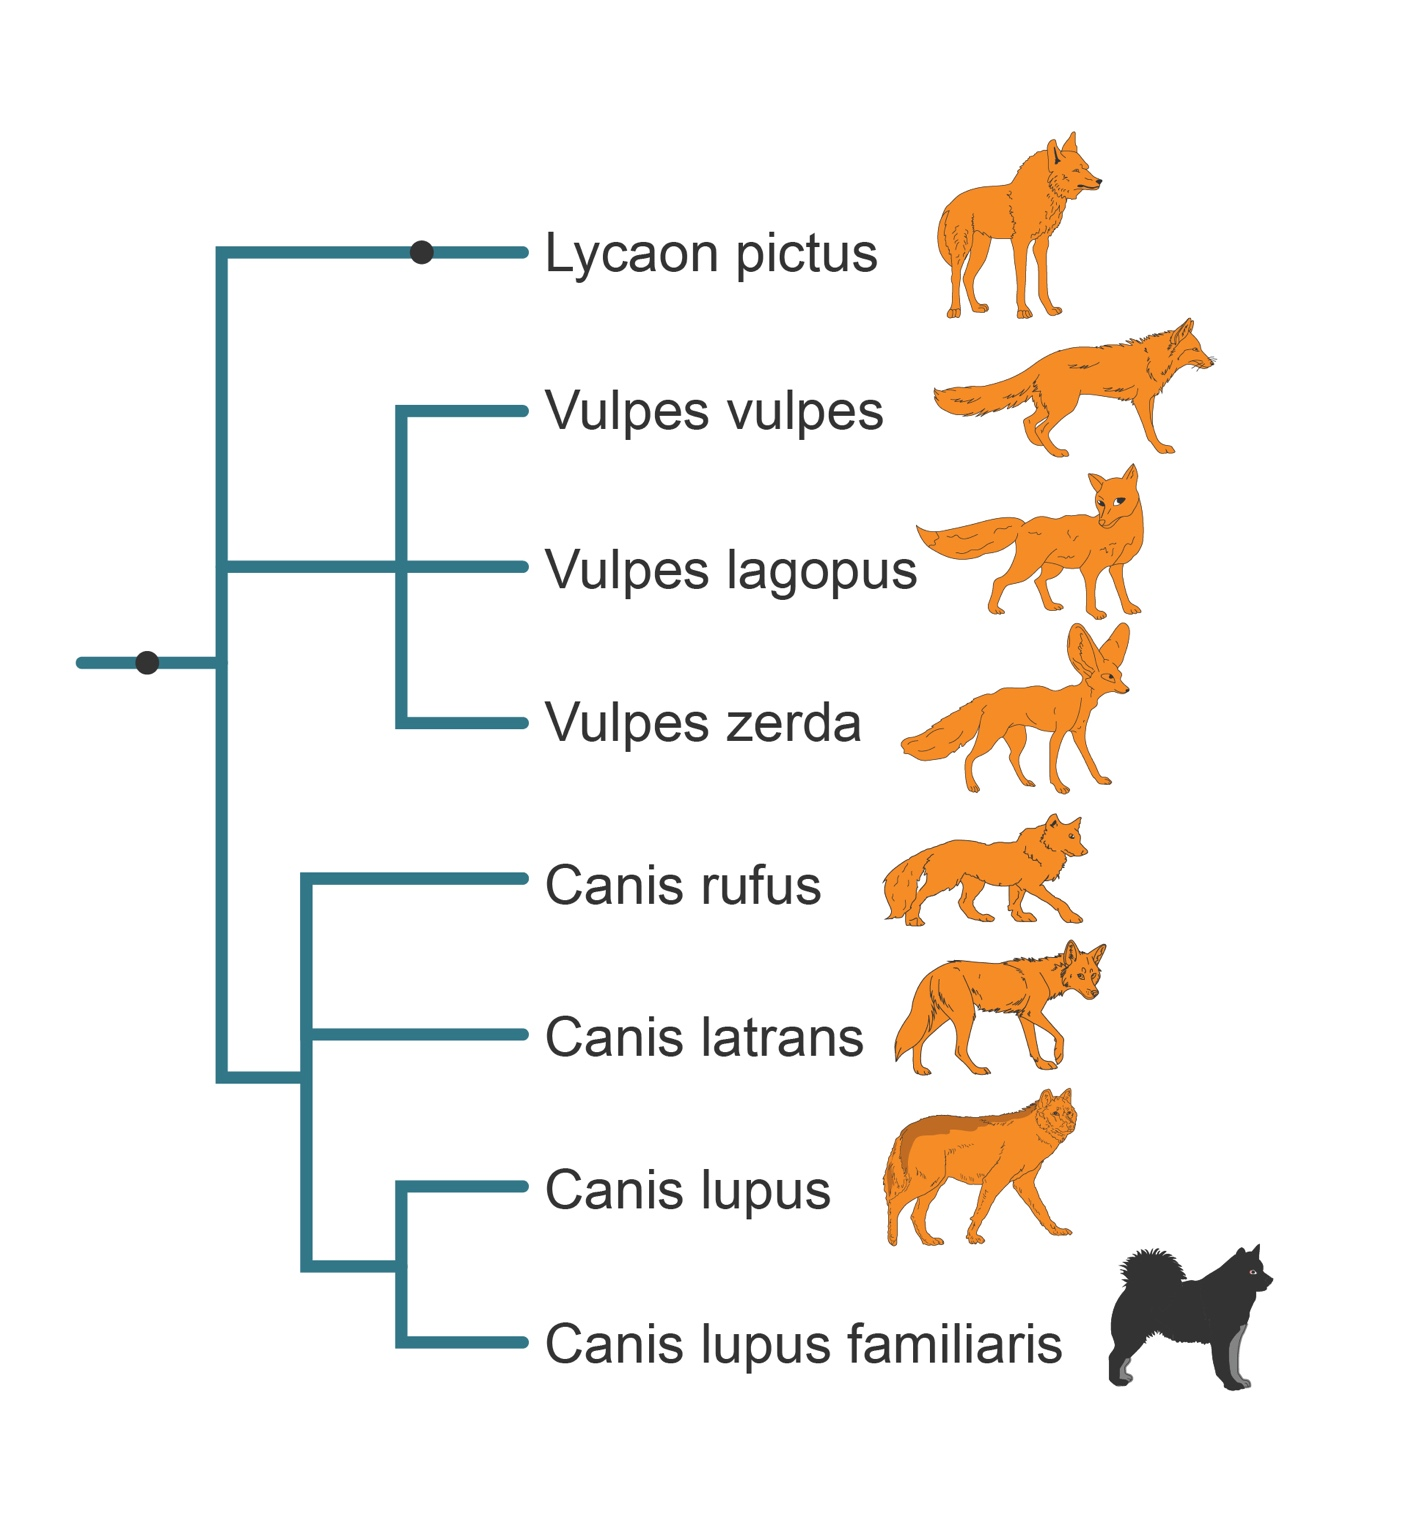 Lycaon pictus
Vulpes vulpes
Vulpes lagopus
Vulpes zerda
Canis rufus
Canis latrans
Canis lupus
Canis lupus familiaris